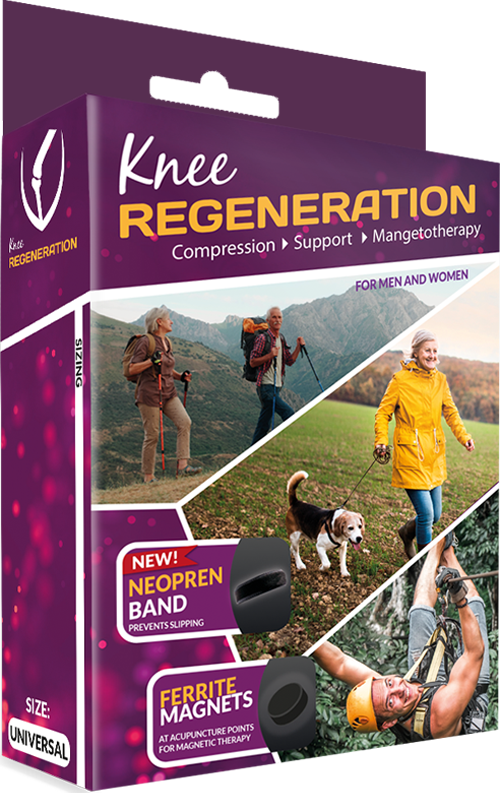 Knee
REGENERATION
Compression Support Mangetotherapy
FOR MEN AND WOMEN
Knee
REGENERATION
SIZING
NEW!
NEOPREN
BAND
PREVENTS SLIPPING
FERRITE
MAGNETS
AT ACUPUNCTURE POINTS
FOR MAGNETIC THERAPY
SIZE:
UNIVERSAL